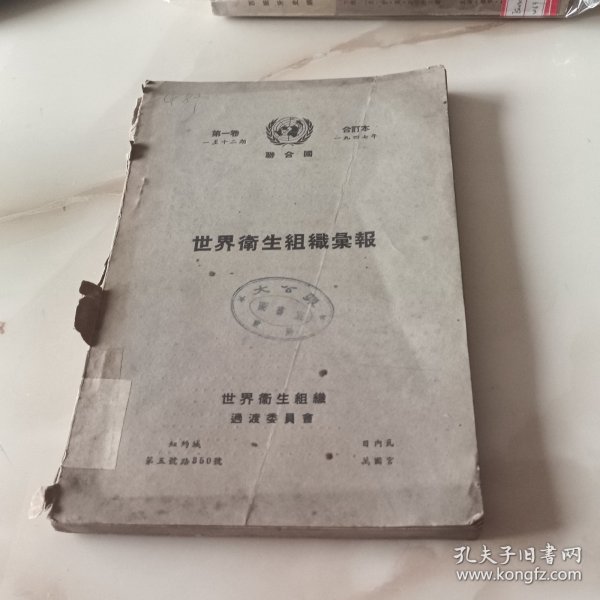 第一卷
一至十二期
合訂本
一九四七年
聯合國
世界衛生組織彙報
大公報
世界衛生組織
過渡委員會
紐約城
第五號路350號
日內瓦
萬國宮
孔夫子旧书网
www.kongfz.com